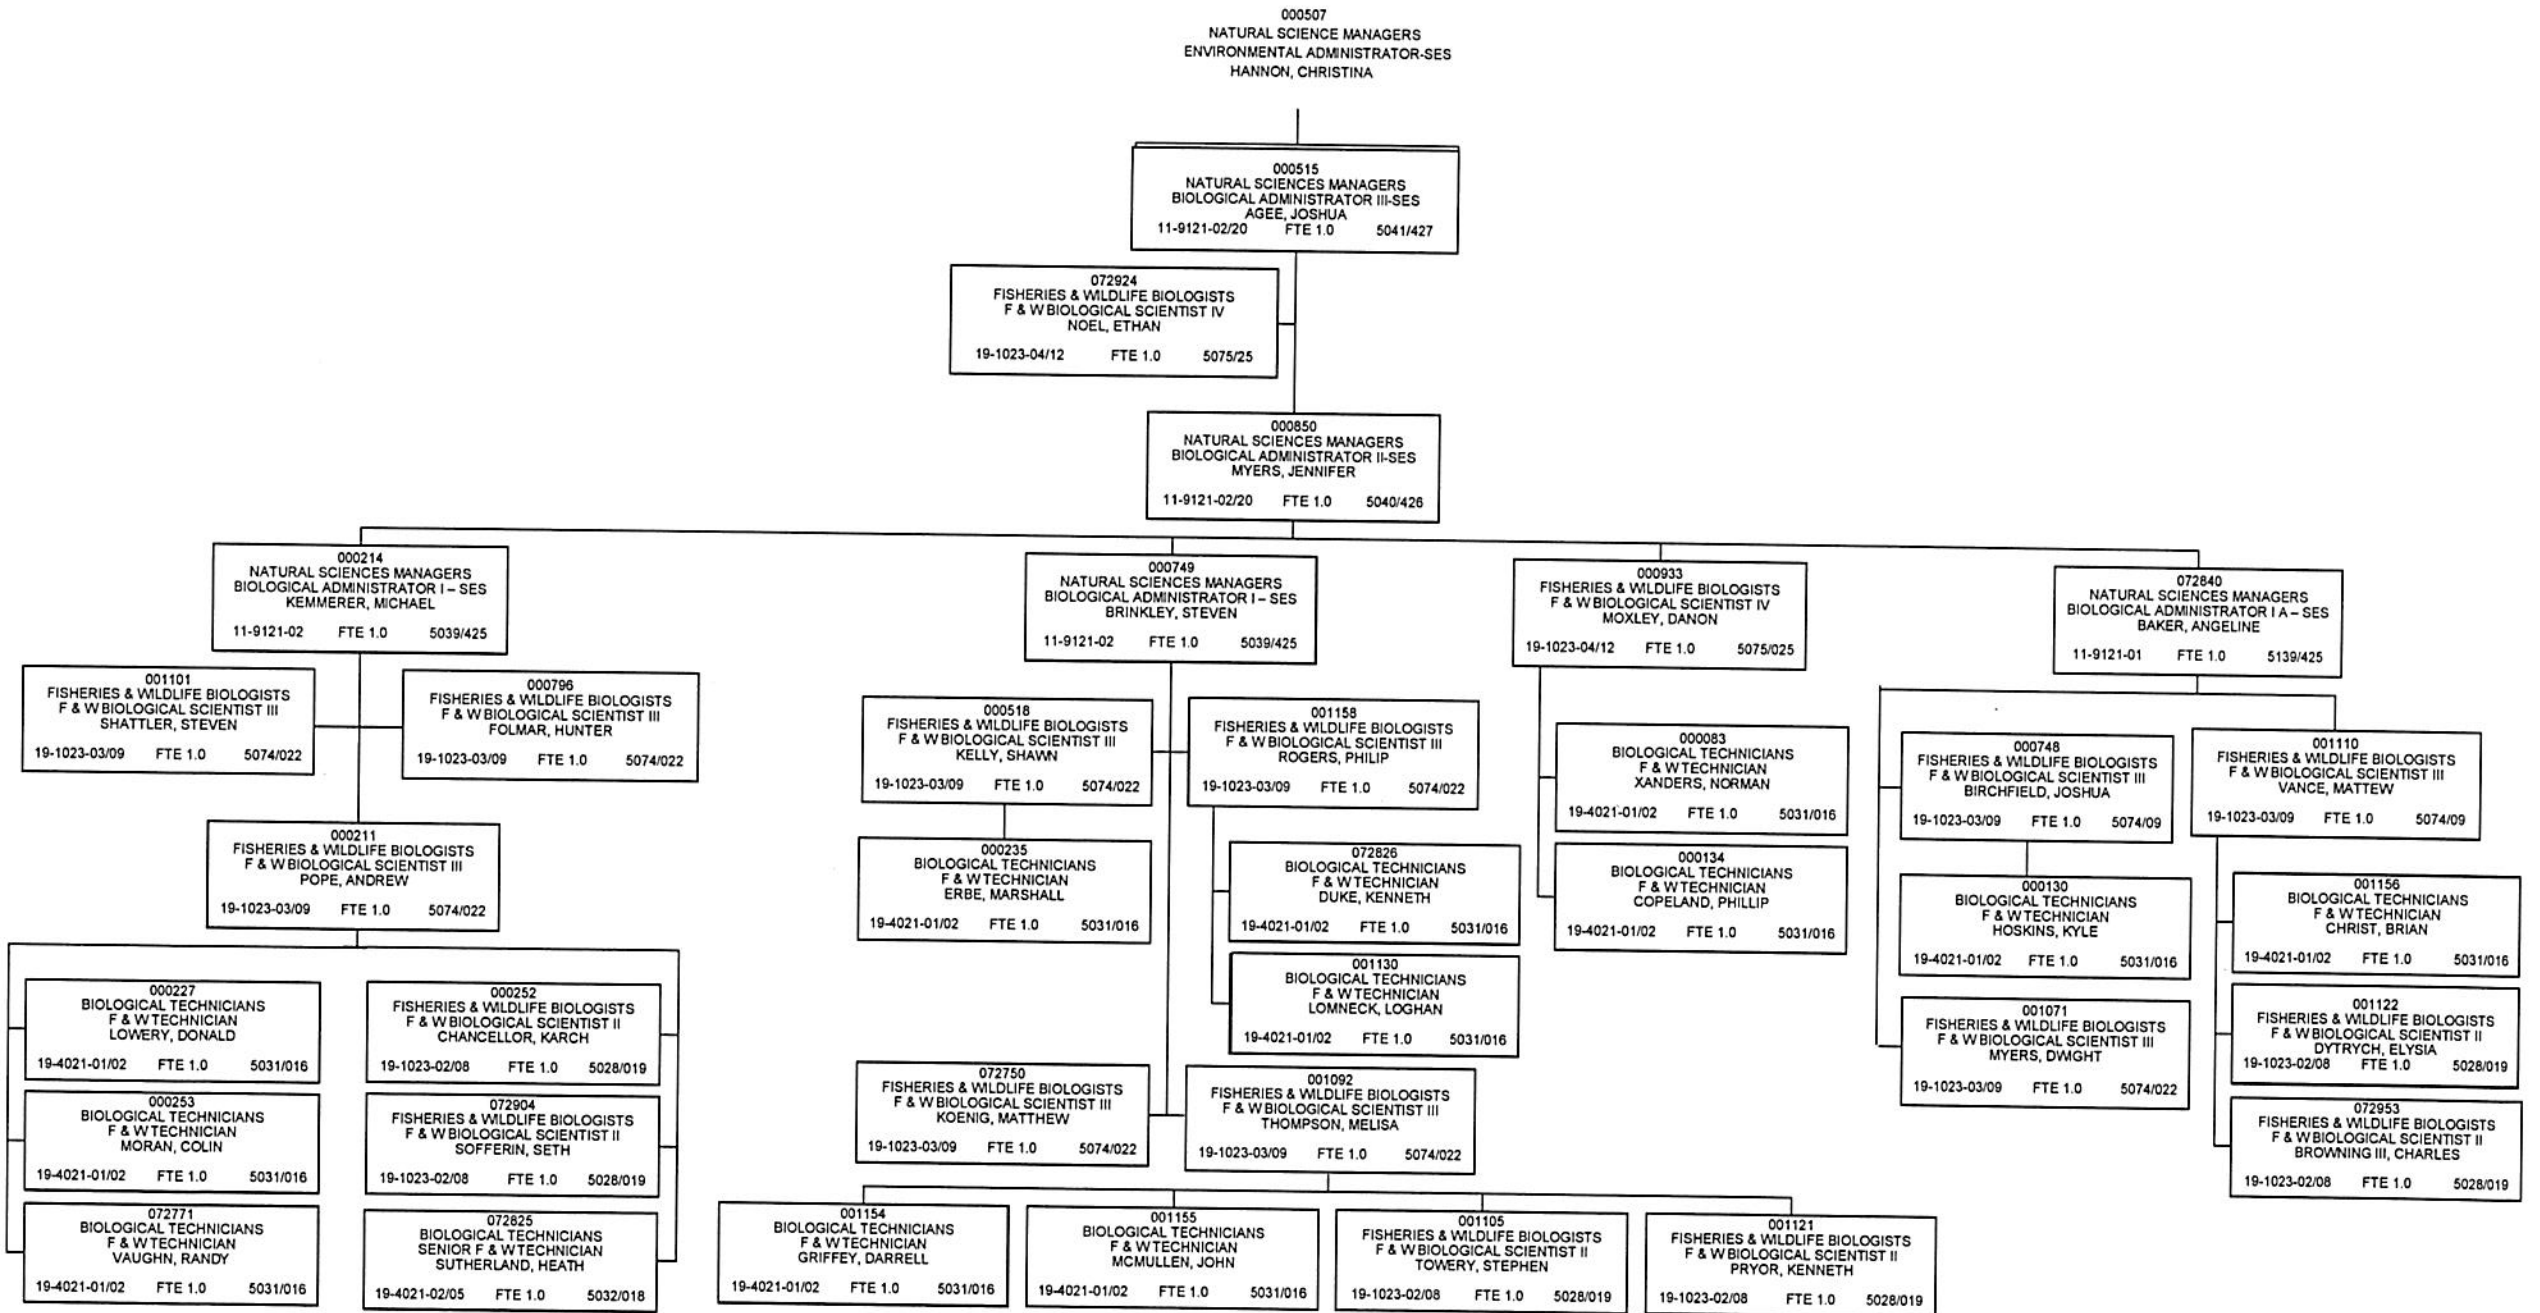 000507
NATURAL SCIENCE MANAGERS
ENVIRONMENTAL ADMINISTRATOR-SES
HANNON, CHRISTINA
000515
NATURAL SCIENCES MANAGERS
BIOLOGICAL ADMINISTRATOR III-SES
AGEE, JOSHUA
11-9121-02/20 FTE 1.0 5041/427
072924
FISHERIES & WILDLIFE BIOLOGISTS
F & W BIOLOGICAL SCIENTIST IV
NOEL, ETHAN
19-1023-04/12 FTE 1.0 5075/25
000850
NATURAL SCIENCES MANAGERS
BIOLOGICAL ADMINISTRATOR II-SES
MYERS, JENNIFER
11-9121-02/20 FTE 1.0 5040/426
000214
NATURAL SCIENCES MANAGERS
BIOLOGICAL ADMINISTRATOR I – SES
KEMMERER, MICHAEL
11-9121-02 FTE 1.0 5039/425
001101
FISHERIES & WILDLIFE BIOLOGISTS
F & W BIOLOGICAL SCIENTIST III
SHATTLER, STEVEN
19-1023-03/09 FTE 1.0 5074/022
000796
FISHERIES & WILDLIFE BIOLOGISTS
F & W BIOLOGICAL SCIENTIST III
FOLMAR, HUNTER
19-1023-03/09 FTE 1.0 5074/022
000211
FISHERIES & WILDLIFE BIOLOGISTS
F & W BIOLOGICAL SCIENTIST III
POPE, ANDREW
19-1023-03/09 FTE 1.0 5074/022
000227
BIOLOGICAL TECHNICIANS
F & W TECHNICIAN
LOWERY, DONALD
19-4021-01/02 FTE 1.0 5031/016
000253
BIOLOGICAL TECHNICIANS
F & W TECHNICIAN
MORAN, COLIN
19-4021-01/02 FTE 1.0 5031/016
072771
BIOLOGICAL TECHNICIANS
F & W TECHNICIAN
VAUGHN, RANDY
19-4021-01/02 FTE 1.0 5031/016
000252
FISHERIES & WILDLIFE BIOLOGISTS
F & W BIOLOGICAL SCIENTIST II
CHANCELLOR, KARCH
19-1023-02/08 FTE 1.0 5028/019
072904
FISHERIES & WILDLIFE BIOLOGISTS
F & W BIOLOGICAL SCIENTIST II
SOFFERIN, SETH
19-1023-02/08 FTE 1.0 5028/019
072825
BIOLOGICAL TECHNICIANS
SENIOR F & W TECHNICIAN
SUTHERLAND, HEATH
19-4021-02/05 FTE 1.0 5032/018
000749
NATURAL SCIENCES MANAGERS
BIOLOGICAL ADMINISTRATOR I – SES
BRINKLEY, STEVEN
11-9121-02 FTE 1.0 5039/425
000518
FISHERIES & WILDLIFE BIOLOGISTS
F & W BIOLOGICAL SCIENTIST III
KELLY, SHAWN
19-1023-03/09 FTE 1.0 5074/022
000235
BIOLOGICAL TECHNICIANS
F & W TECHNICIAN
ERBE, MARSHALL
19-4021-01/02 FTE 1.0 5031/016
001158
FISHERIES & WILDLIFE BIOLOGISTS
F & W BIOLOGICAL SCIENTIST III
ROGERS, PHILIP
19-1023-03/09 FTE 1.0 5074/022
072826
BIOLOGICAL TECHNICIANS
F & W TECHNICIAN
DUKE, KENNETH
19-4021-01/02 FTE 1.0 5031/016
001130
BIOLOGICAL TECHNICIANS
F & W TECHNICIAN
LOMNECK, LOGHAN
19-4021-01/02 FTE 1.0 5031/016
072750
FISHERIES & WILDLIFE BIOLOGISTS
F & W BIOLOGICAL SCIENTIST III
KOENIG, MATTHEW
19-1023-03/09 FTE 1.0 5074/022
001092
FISHERIES & WILDLIFE BIOLOGISTS
F & W BIOLOGICAL SCIENTIST III
THOMPSON, MELISA
19-1023-03/09 FTE 1.0 5074/022
001154
BIOLOGICAL TECHNICIANS
F & W TECHNICIAN
GRIFFEY, DARRELL
19-4021-01/02 FTE 1.0 5031/016
001155
BIOLOGICAL TECHNICIANS
F & W TECHNICIAN
MCMULLEN, JOHN
19-4021-01/02 FTE 1.0 5031/016
001105
FISHERIES & WILDLIFE BIOLOGISTS
F & W BIOLOGICAL SCIENTIST II
TOWERY, STEPHEN
19-1023-02/08 FTE 1.0 5028/019
001121
FISHERIES & WILDLIFE BIOLOGISTS
F & W BIOLOGICAL SCIENTIST II
PRYOR, KENNETH
19-1023-02/08 FTE 1.0 5028/019
000933
FISHERIES & WILDLIFE BIOLOGISTS
F & W BIOLOGICAL SCIENTIST IV
MOXLEY, DANON
19-1023-04/12 FTE 1.0 5075/025
000083
BIOLOGICAL TECHNICIANS
F & W TECHNICIAN
XANDERS, NORMAN
19-4021-01/02 FTE 1.0 5031/016
000134
BIOLOGICAL TECHNICIANS
F & W TECHNICIAN
COPELAND, PHILLIP
19-4021-01/02 FTE 1.0 5031/016
072840
NATURAL SCIENCES MANAGERS
BIOLOGICAL ADMINISTRATOR I A – SES
BAKER, ANGELINE
11-9121-01 FTE 1.0 5139/425
000748
FISHERIES & WILDLIFE BIOLOGISTS
F & W BIOLOGICAL SCIENTIST III
BIRCHFIELD, JOSHUA
19-1023-03/09 FTE 1.0 5074/09
000130
BIOLOGICAL TECHNICIANS
F & W TECHNICIAN
HOSKINS, KYLE
19-4021-01/02 FTE 1.0 5031/016
001071
FISHERIES & WILDLIFE BIOLOGISTS
F & W BIOLOGICAL SCIENTIST III
MYERS, DWIGHT
19-1023-03/09 FTE 1.0 5074/022
001110
FISHERIES & WILDLIFE BIOLOGISTS
F & W BIOLOGICAL SCIENTIST III
VANCE, MATTEW
19-1023-03/09 FTE 1.0 5074/09
001156
BIOLOGICAL TECHNICIANS
F & W TECHNICIAN
CHRIST, BRIAN
19-4021-01/02 FTE 1.0 5031/016
001122
FISHERIES & WILDLIFE BIOLOGISTS
F & W BIOLOGICAL SCIENTIST II
DYTRYCH, ELYSIA
19-1023-02/08 FTE 1.0 5028/019
072953
FISHERIES & WILDLIFE BIOLOGISTS
F & W BIOLOGICAL SCIENTIST II
BROWNING III, CHARLES
19-1023-02/08 FTE 1.0 5028/019